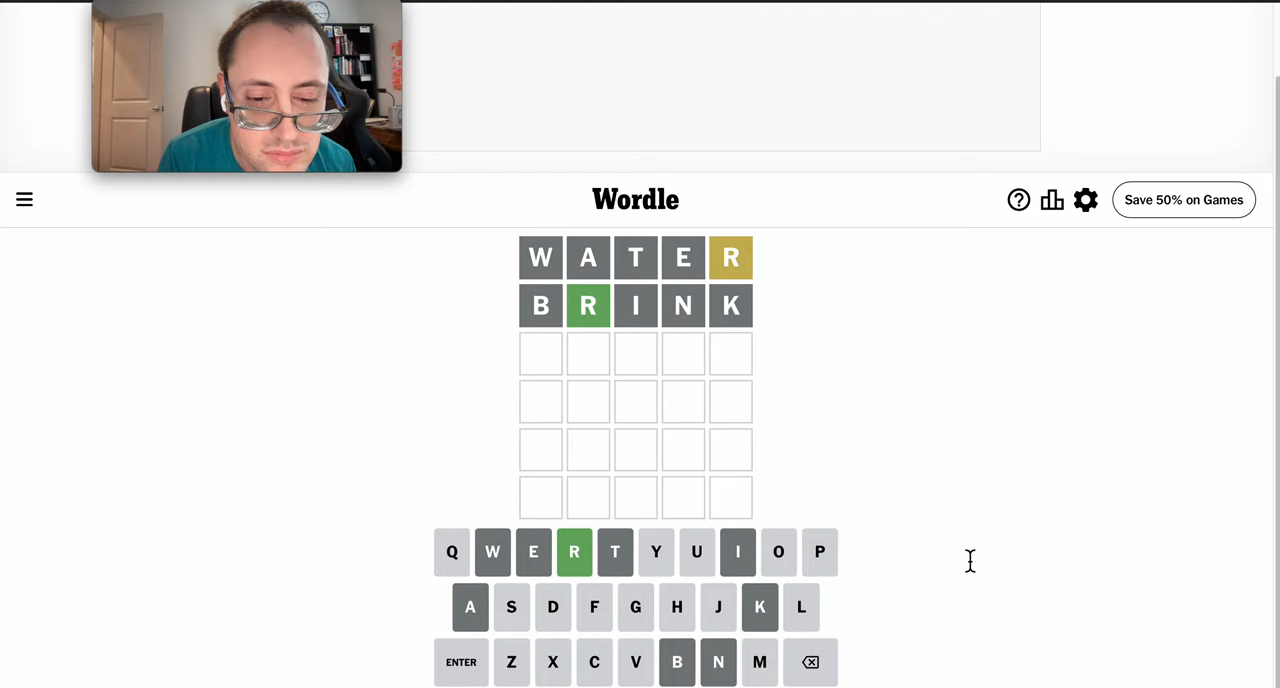 Wordle
Save 50% on Games
W A T E R
B R I N K
Q W E R T Y U I O P
A S D F G H J K L
ENTER Z X C V B N M